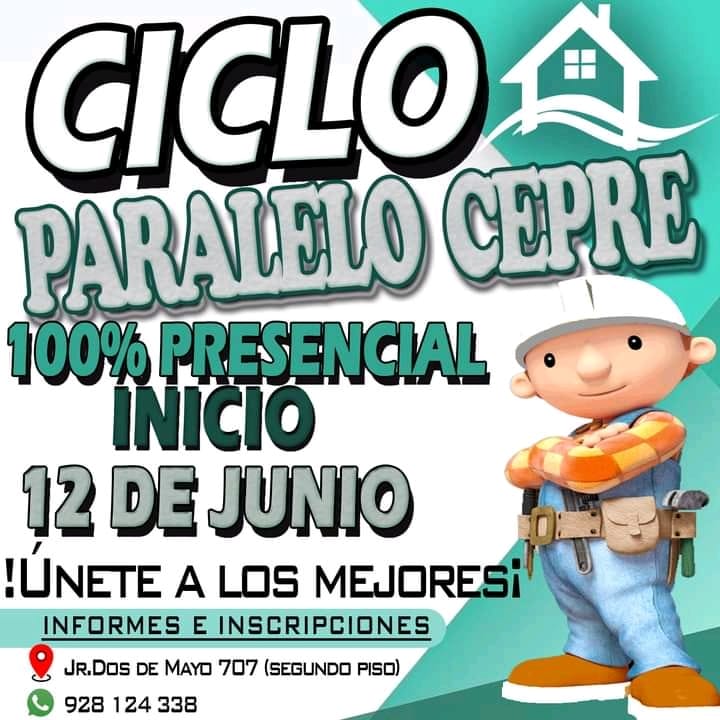 CICLO
PARALELO CEPRE
100% PRESENCIAL
INICIO
12 DE JUNIO
!ÚNETE A LOS MEJORES¡
INFORMES E INSCRIPCIONES
JR.DOS DE MAYO 707 (SEGUNDO PISO)
928 124 338